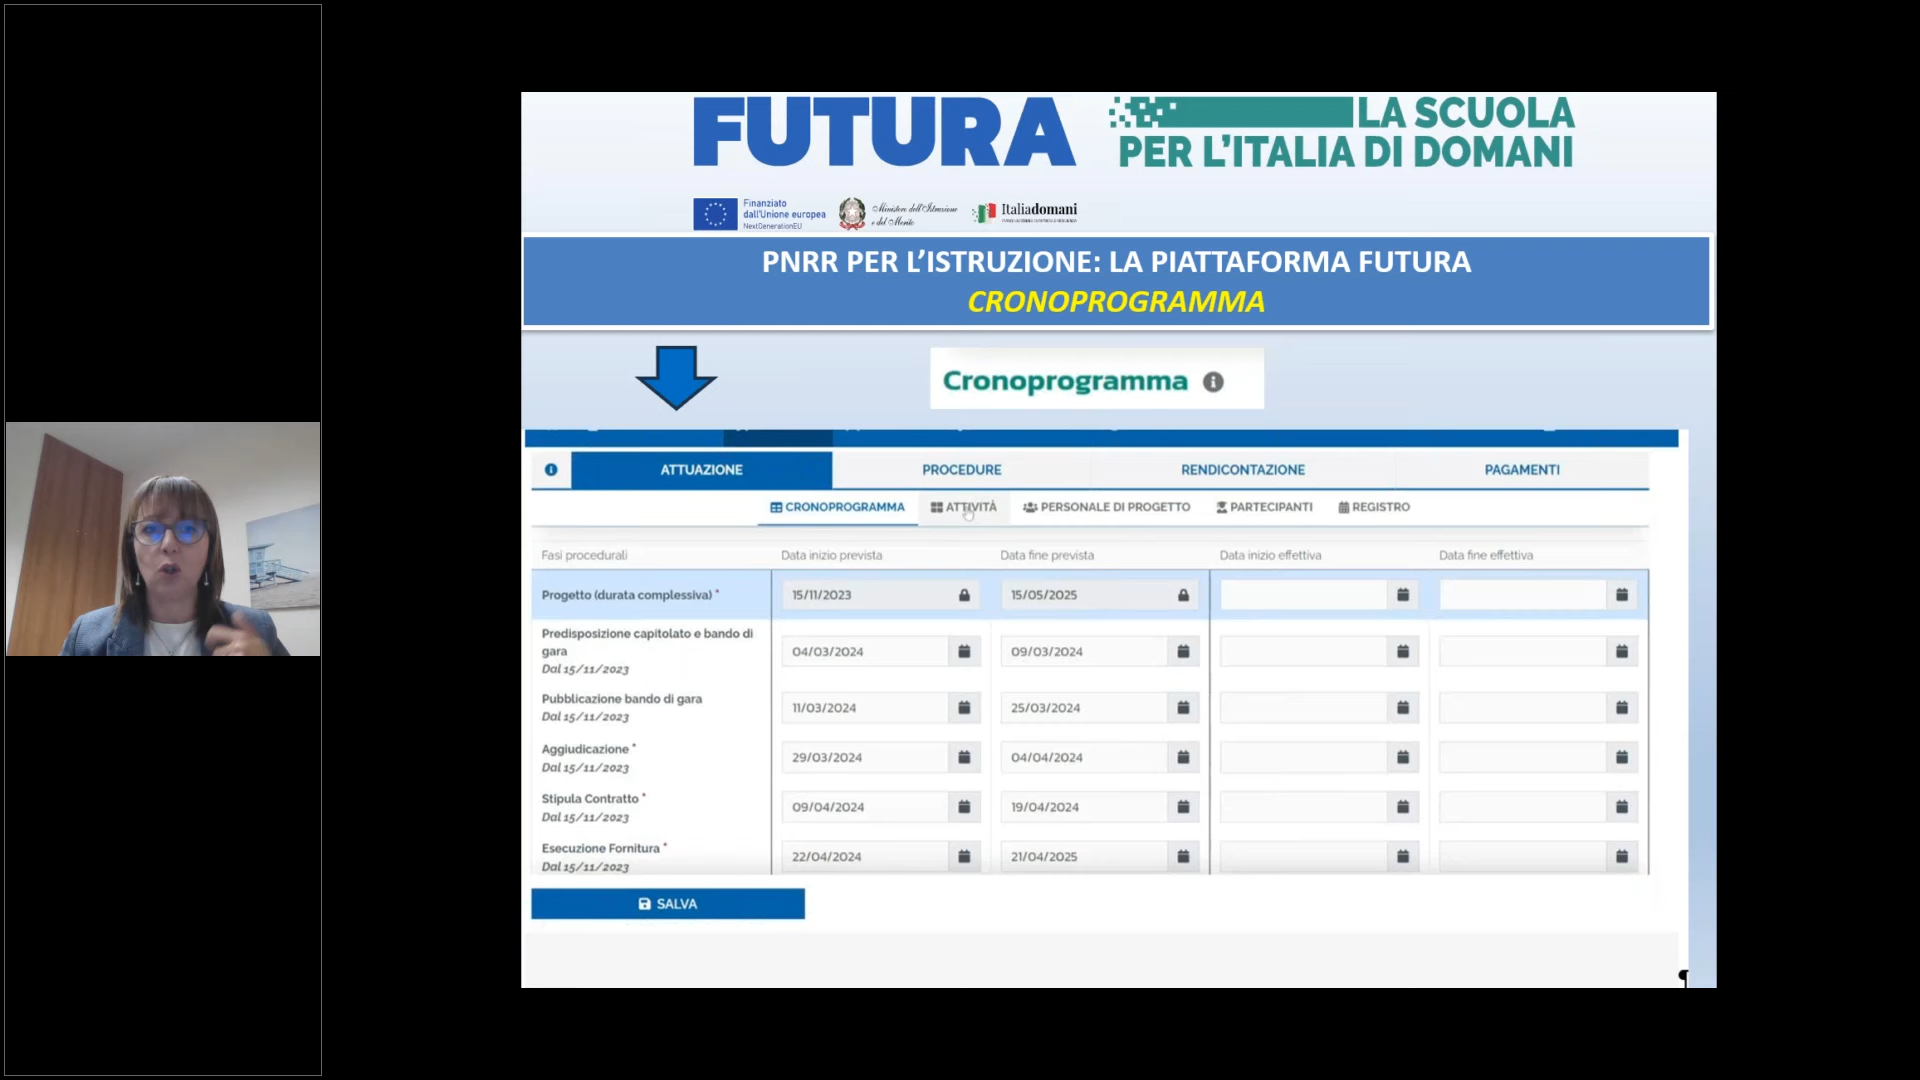 FUTURA
LA SCUOLA
PER L'ITALIA DI DOMANI
Finanziato
dall'Unione europea
NextGenerationEU
Ministero dell'Istruzione
e del Merito
Italiadomani
PNRR PER L'ISTRUZIONE: LA PIATTAFORMA FUTURA
CRONOPROGRAMMA
Cronoprogramma
ATTUAZIONE PROCEDURE RENDICONTAZIONE PAGAMENTI
CRONOPROGRAMMA ATTIVITÀ PERSONALE DI PROGETTO PARTECIPANTI REGISTRO
Fasi procedurali Data inizio prevista Data fine prevista Data inizio effettiva Data fine effettiva
Progetto (durata complessiva) * 15/11/2023 15/05/2025
Predisposizione capitolato e bando di
gara
Dal 15/11/2023
04/03/2024 09/03/2024
Pubblicazione bando di gara
Dal 15/11/2023
11/03/2024 25/03/2024
Aggiudicazione *
Dal 15/11/2023
29/03/2024 04/04/2024
Stipula Contratto *
Dal 15/11/2023
09/04/2024 19/04/2024
Esecuzione Fornitura *
Dal 15/11/2023
22/04/2024 21/04/2025
SALVA